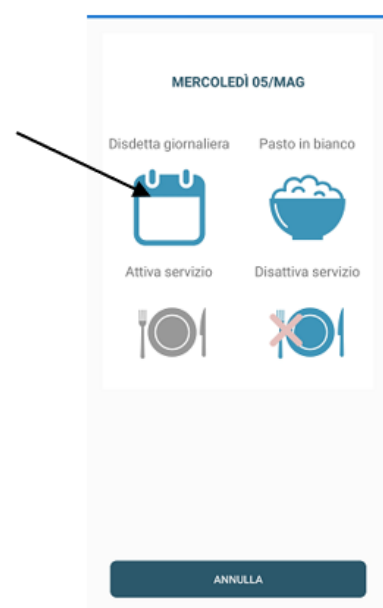 MERCOLEDÌ 05/MAG
Disdetta giornaliera Pasto in bianco
Attiva servizio Disattiva servizio
ANNULLA